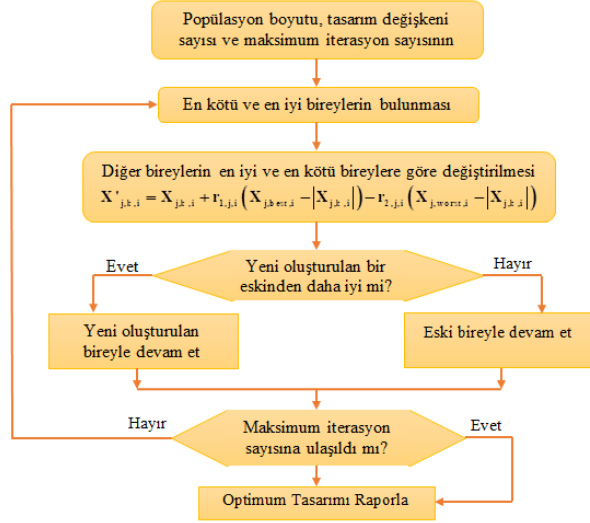 Popülasyon boyutu, tasarım değişkeni
sayısı ve maksimum iterasyon sayısının
En kötü ve en iyi bireylerin bulunması
Diğer bireylerin en iyi ve en kötü bireylere göre değiştirilmesi
X'j,k,i = Xj,k,i + r1,j,i (Xj,best,i − |Xj,k,i|) − r2,j,i (Xj,worst,i − |Xj,k,i|)
Evet
Yeni oluşturulan bir
eskinden daha iyi mi?
Hayır
Yeni oluşturulan
bireyle devam et
Eski bireyle devam et
Hayır
Maksimum iterasyon
sayısına ulaşıldı mı?
Evet
Optimum Tasarımı Raporla